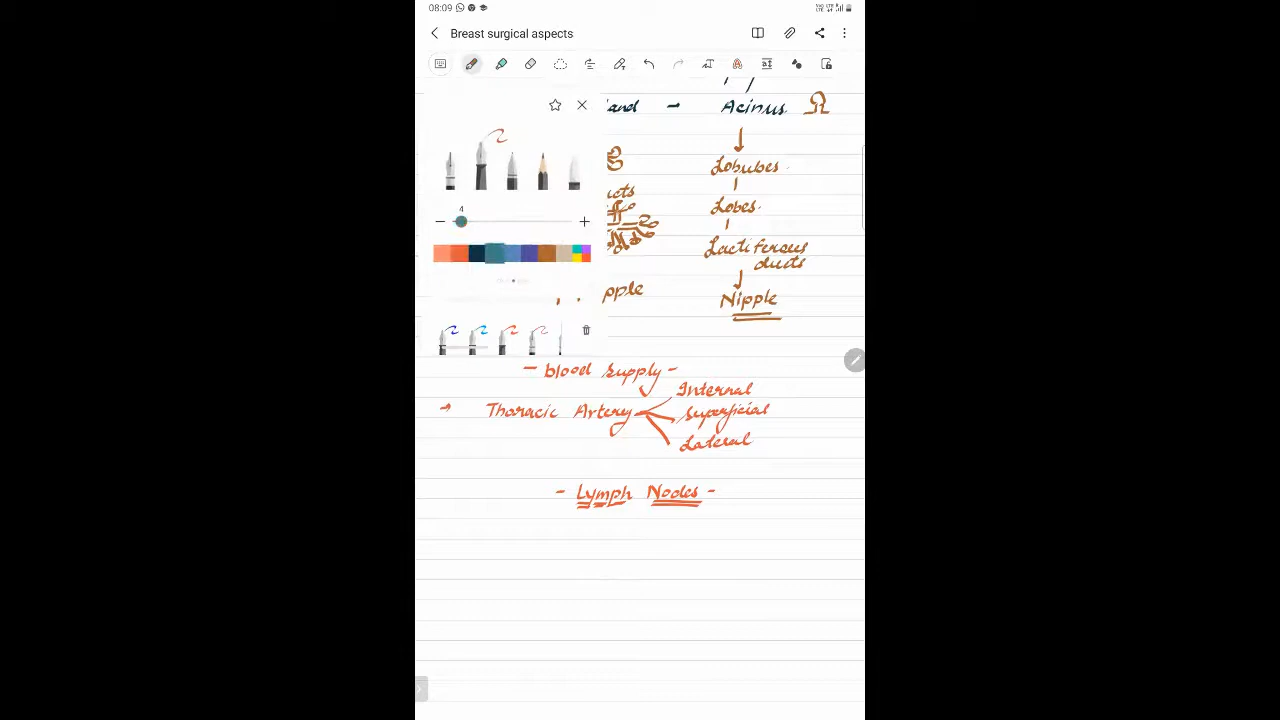 08:09
Breast surgical aspects
Acinus
4
Lobubes
Lobes
Lactiferous
ducts
Nipple
- blood supply -
Internal
→ Thoracic Artery superficial
Lateral
- Lymph Nodes -